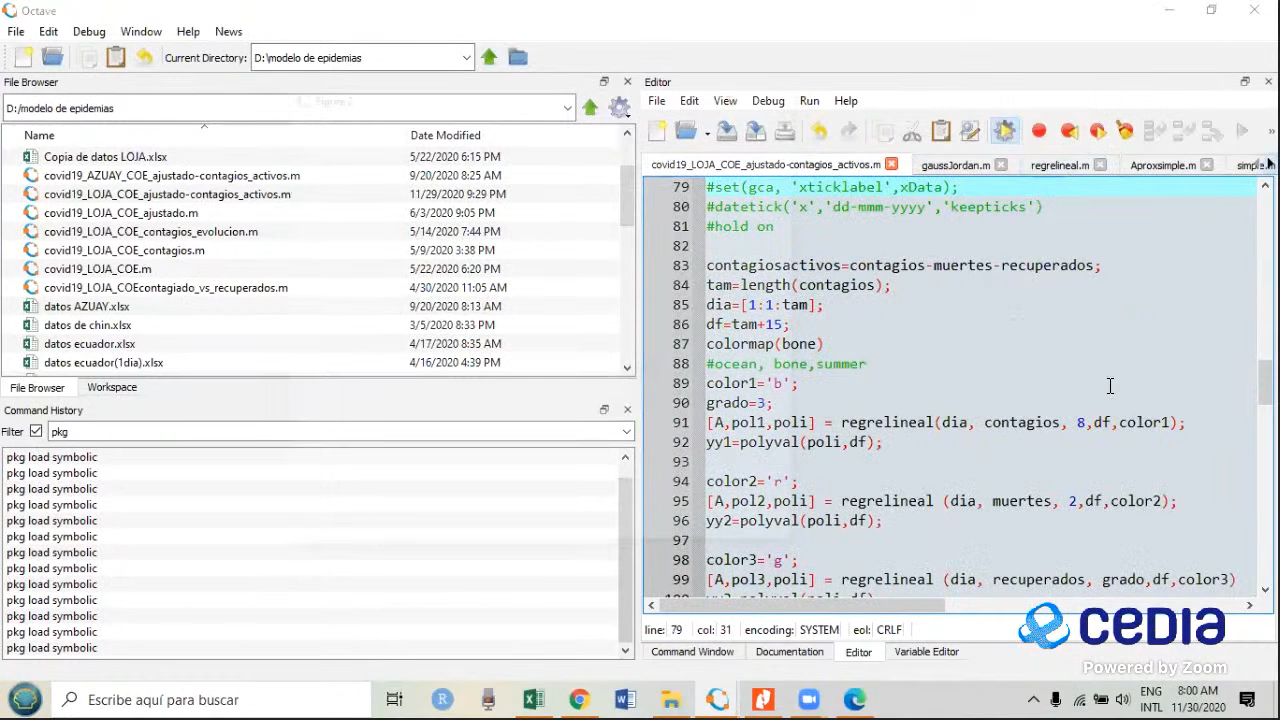 Octave
File Edit Debug Window Help News
Current Directory: D:\modelo de epidemias
File Browser
D:/modelo de epidemias
Name Date Modified
Copia de datos LOJA.xlsx 5/22/2020 6:15 PM
covid19_AZUAY_COE_ajustado-contagios_activos.m 9/20/2020 8:25 AM
covid19_LOJA_COE_ajustado-contagios_activos.m 11/29/2020 9:29 PM
covid19_LOJA_COE_ajustado.m 6/3/2020 9:05 PM
covid19_LOJA_COE_contagios_evolucion.m 5/14/2020 7:44 PM
covid19_LOJA_COE_contagios.m 5/9/2020 3:38 PM
covid19_LOJA_COE.m 5/22/2020 6:20 PM
covid19_LOJA_COEcontagiado_vs_recuperados.m 4/30/2020 11:05 AM
datos AZUAY.xlsx 9/20/2020 8:13 AM
datos de chin.xlsx 3/5/2020 8:33 PM
datos ecuador.xlsx 4/17/2020 8:35 AM
datos ecuador(1dia).xlsx 4/16/2020 4:39 PM
File Browser Workspace
Command History
Filter pkg
pkg load symbolic
pkg load symbolic
pkg load symbolic
pkg load symbolic
pkg load symbolic
pkg load symbolic
pkg load symbolic
pkg load symbolic
pkg load symbolic
pkg load symbolic
pkg load symbolic
pkg load symbolic
pkg load symbolic
Editor
File Edit View Debug Run Help
covid19_LOJA_COE_ajustado-contagios_activos.m gaussJordan.m regrelineal.m Aproxsimple.m
79 #set(gca, 'xticklabel',xData);
80 #datetick('x','dd-mmm-yyyy','keepticks')
81 #hold on
82
83 contagiosactivos=contagios-muertes-recuperados;
84 tam=length(contagios);
85 dia=[1:1:tam];
86 df=tam+15;
87 colormap(bone)
88 #ocean, bone,summer
89 color1='b';
90 grado=3;
91 [A,pol1,poli] = regrelineal(dia, contagios, 8,df,color1);
92 yy1=polyval(poli,df);
93
94 color2='r';
95 [A,pol2,poli] = regrelineal (dia, muertes, 2,df,color2);
96 yy2=polyval(poli,df);
97
98 color3='g';
99 [A,pol3,poli] = regrelineal (dia, recuperados, grado,df,color3)
line: 79 col: 31 encoding: SYSTEM eol: CRLF
Command Window Documentation Editor Variable Editor
cedia
Powered by Zoom
Escribe aquí para buscar
ENG
INTL
8:00 AM
11/30/2020